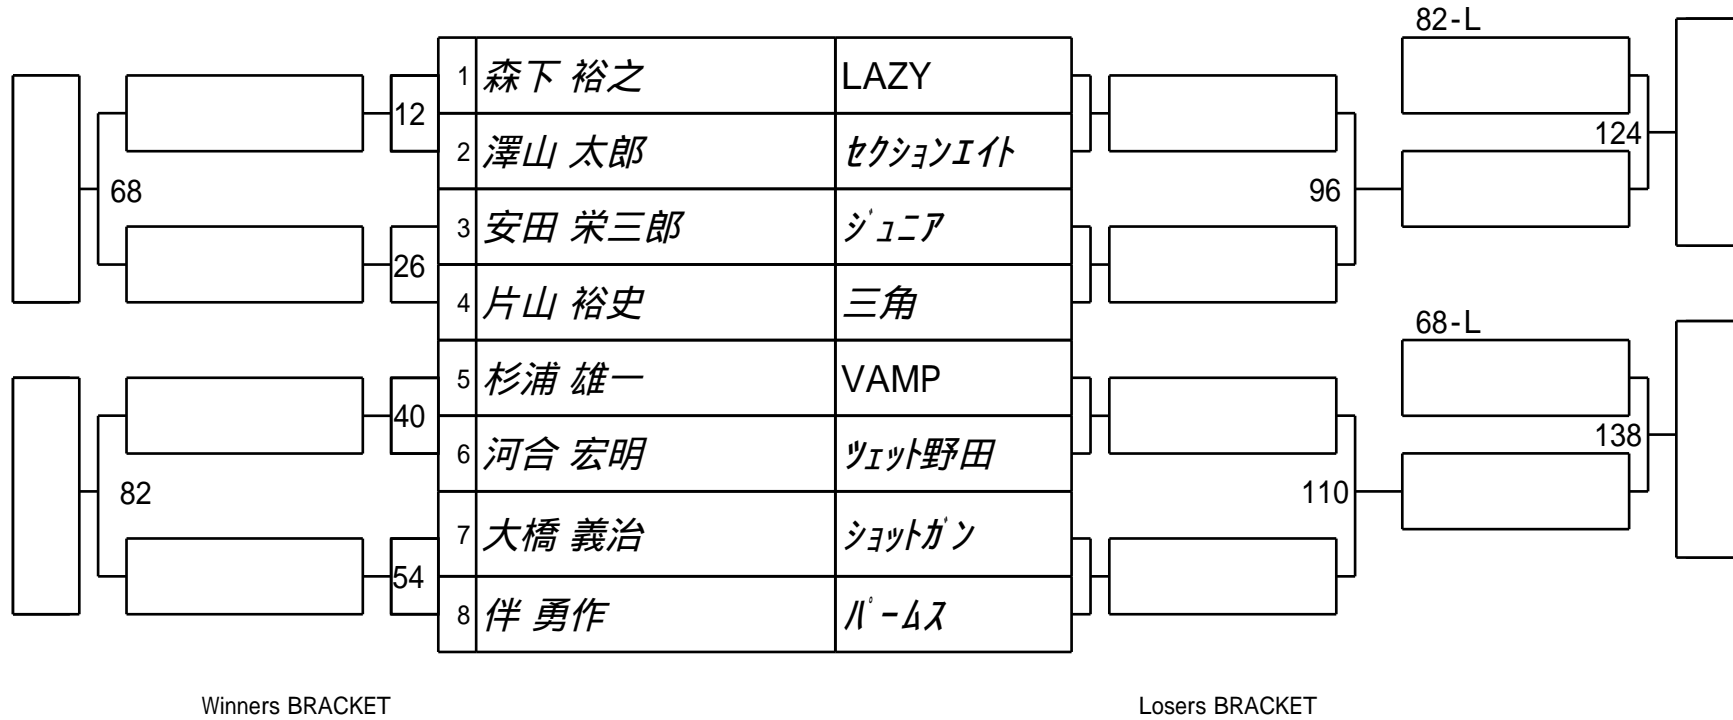 82-L
1 森下 裕之 LAZY
12
2 澤山 太郎 ｾｸｼｮﾝｴｲﾄ
124
68
96
3 安田 栄三郎 ｼﾞｭﾆｱ
26
4 片山 裕史 三角
68-L
5 杉浦 雄一 VAMP
40
6 河合 宏明 ﾂｪｯﾄ野田
138
82
110
7 大橋 義治 ｼｮｯﾄｶﾞﾝ
54
8 伴 勇作 ﾊﾟｰﾑｽ
Winners BRACKET
Losers BRACKET